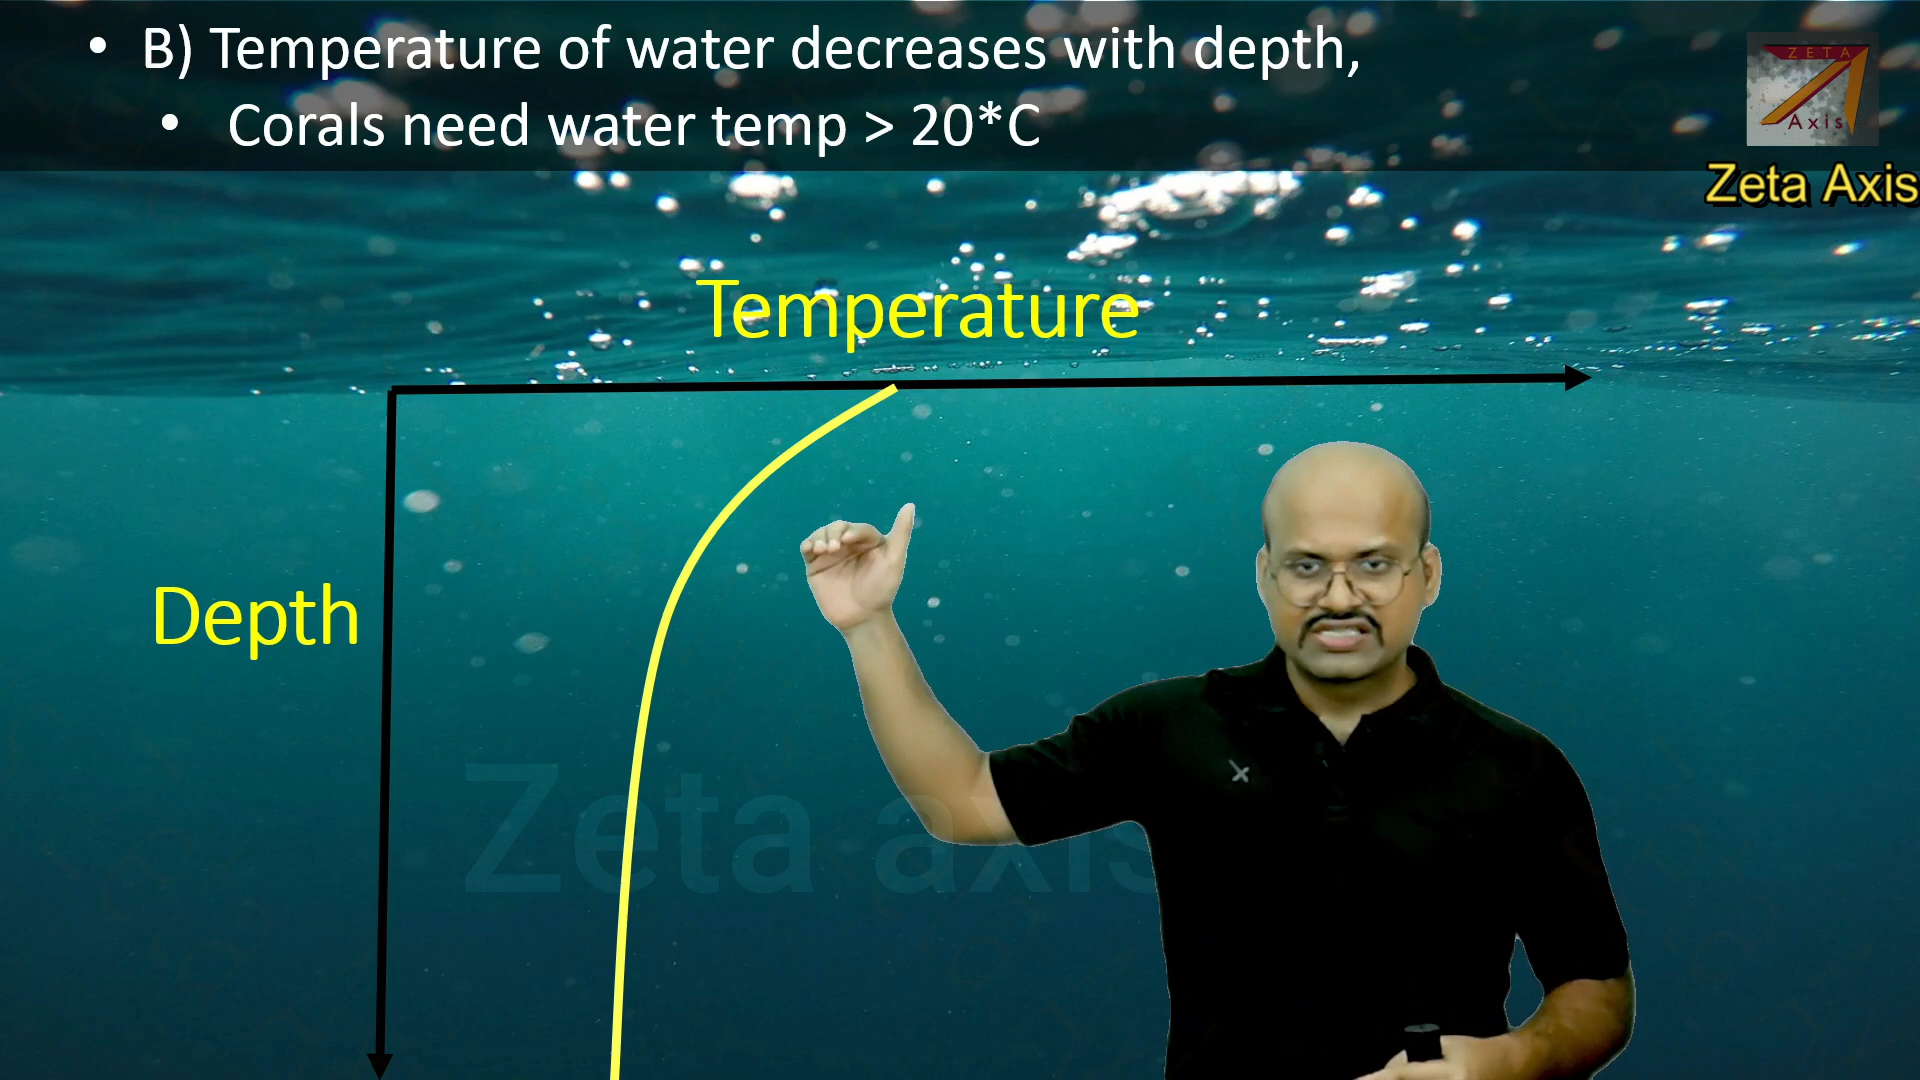 • B) Temperature of water decreases with depth,
• Corals need water temp > 20*C
ZETA
Axis
Zeta Axis
Temperature
Depth
Zeta axis